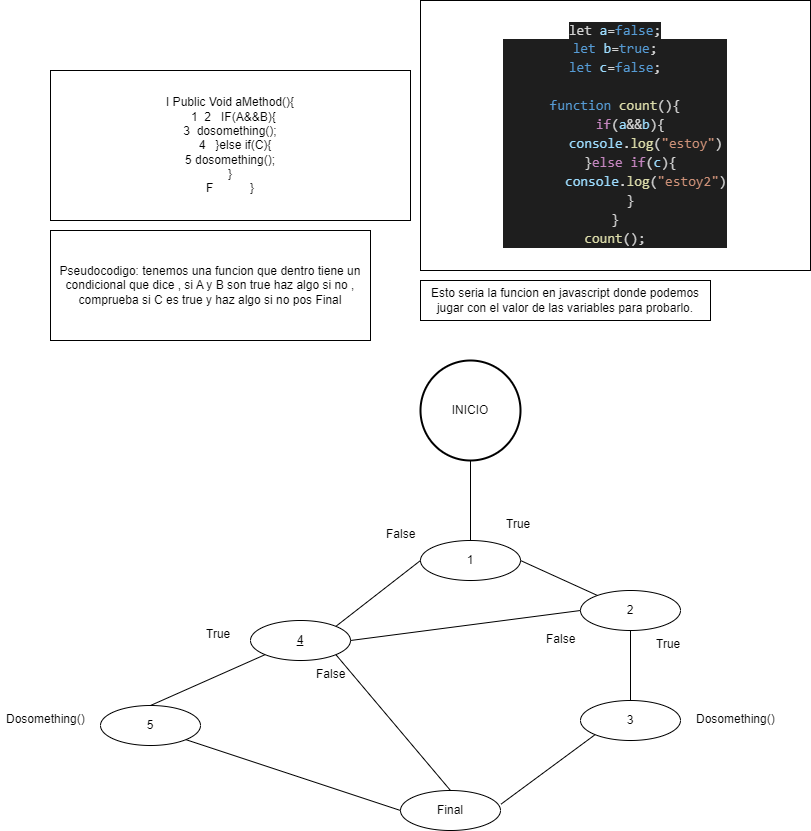 I Public Void aMethod(){
1 2 IF(A&&B){
3 dosomething();
4 }else if(C){
5 dosomething();
}
F }
Pseudocodigo: tenemos una funcion que dentro tiene un
condicional que dice , si A y B son true haz algo si no ,
comprueba si C es true y haz algo si no pos Final
let a=false;
let b=true;
let c=false;
function count(){
if(a&&b){
console.log("estoy")
}else if(c){
console.log("estoy2")
}
}
count();
Esto seria la funcion en javascript donde podemos
jugar con el valor de las variables para probarlo.
INICIO
False
True
1
2
True
4
False
True
False
Dosomething()
5
3
Dosomething()
Final